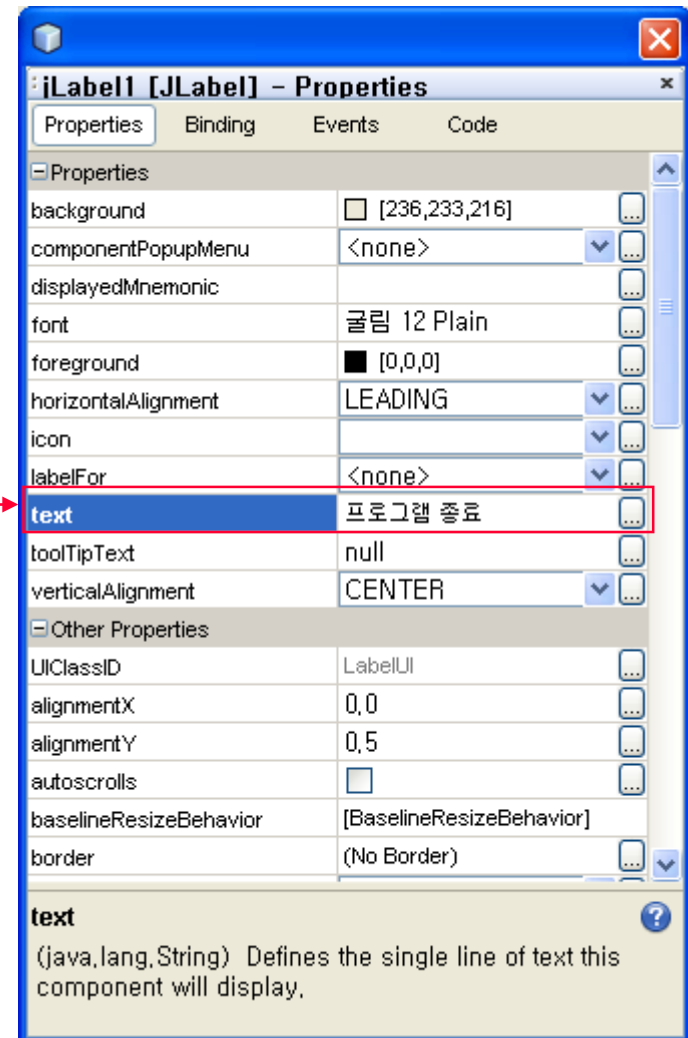 jLabel1 [JLabel] - Properties
Properties Binding Events Code
Properties
background [236,233,216] ...
componentPopupMenu <none> ...
displayedMnemonic ...
font 굴림 12 Plain ...
foreground [0,0,0] ...
horizontalAlignment LEADING ...
icon ...
labelFor <none> ...
text 프로그램 종료 ...
toolTipText null ...
verticalAlignment CENTER ...
Other Properties
UIClassID LabelUI ...
alignmentX 0,0 ...
alignmentY 0,5 ...
autoscrolls ...
baselineResizeBehavior [BaselineResizeBehavior]
border (No Border) ...
text ?
(java,lang,String) Defines the single line of text this
component will display,